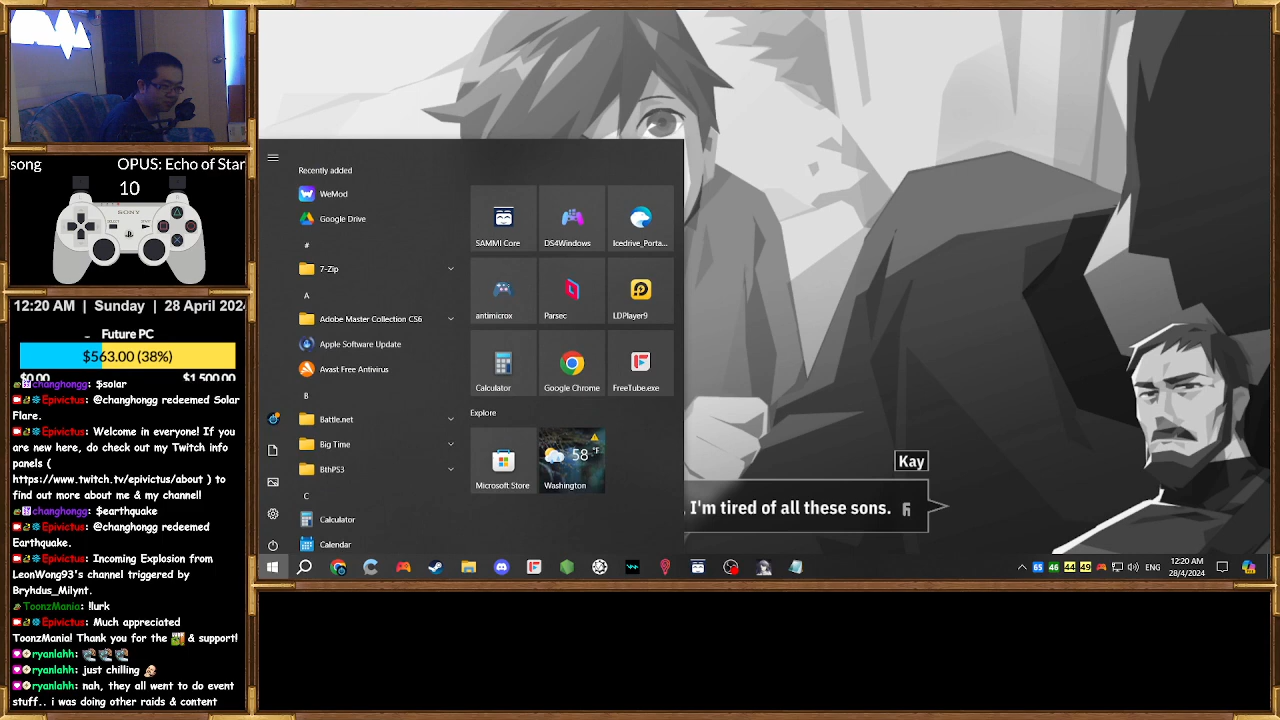 song OPUS: Echo of Star
10
SONY
SELECT START
12:20 AM | Sunday | 28 April 2024
Future PC
$563.00 (38%)
$0.00 $1,500.00
changhongg: $solar
Epivictus: @changhongg redeemed Solar
Flare.
Epivictus: Welcome in everyone! If you
are new here, do check out my Twitch info
panels (
https://www.twitch.tv/epivictus/about ) to
find out more about me & my channel!
changhongg: $earthquake
Epivictus: @changhongg redeemed
Earthquake.
Epivictus: Incoming Explosion from
LeonWong93's channel triggered by
Bryhdus_Milynt.
ToonzMania: !lurk
Epivictus: Much appreciated
ToonzMania! Thank you for the & support!
ryanlahh:
ryanlahh: just chilling
ryanlahh: nah, they all went to do event
stuff.. i was doing other raids & content
Recently added
WeMod
Google Drive
#
7-Zip
A
Adobe Master Collection CS6
Apple Software Update
Avast Free Antivirus
B
Battle.net
Big Time
BthPS3
C
Calculator
Calendar
SAMMI Core
DS4Windows
Icedrive_Porta...
antimicrox
Parsec
LDPlayer9
Calculator
Google Chrome
FreeTube.exe
Explore
Microsoft Store
58 °F
Washington
Kay
I'm tired of all these sons.
65 46 44 49
ENG
12:20 AM
28/4/2024